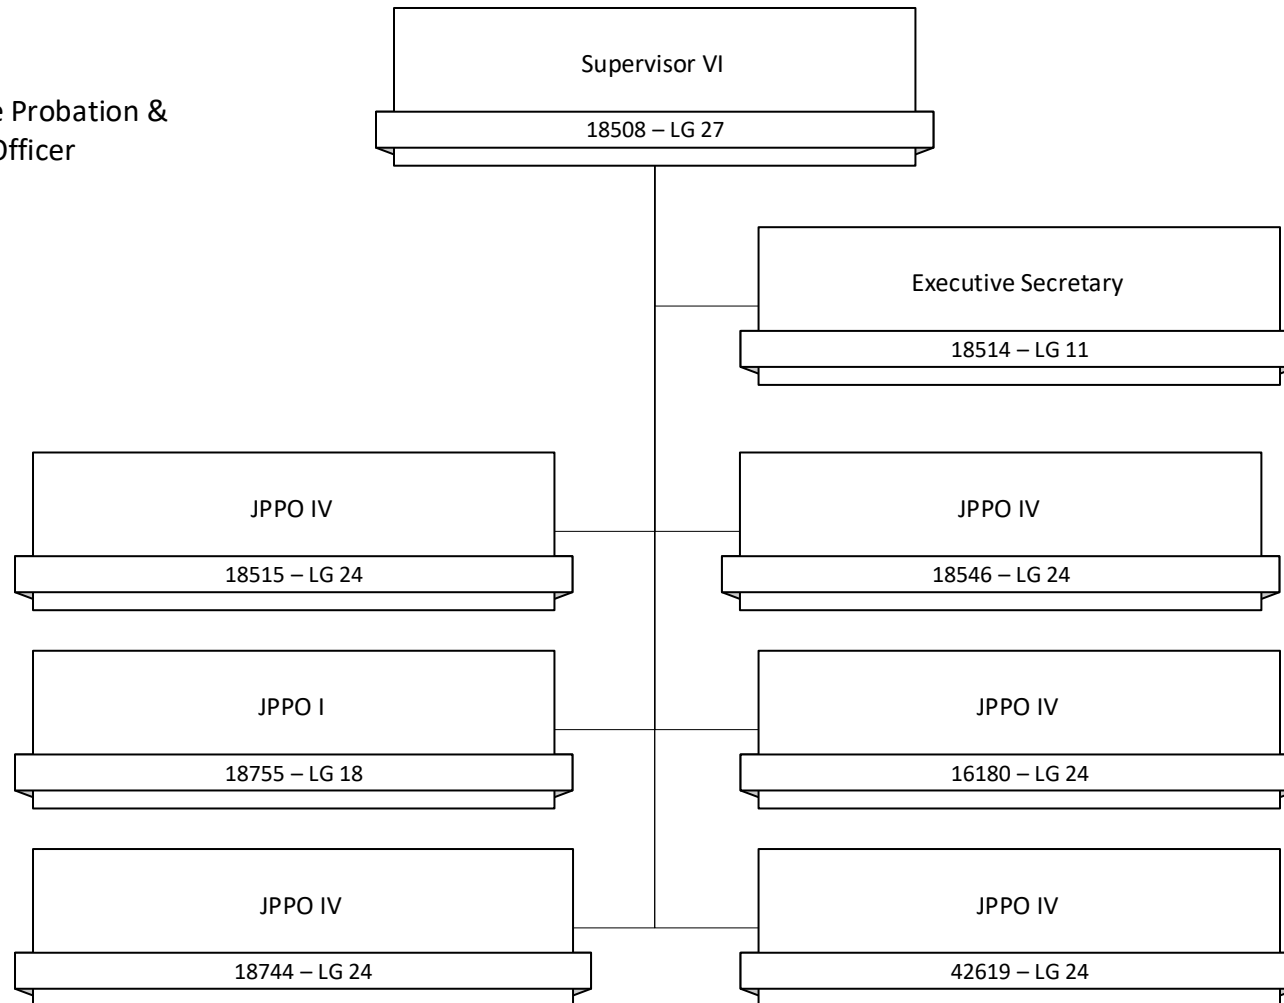 Supervisor VI
18508 – LG 27
Probation &
Officer
Executive Secretary
18514 – LG 11
JPPO IV
18515 – LG 24
JPPO IV
18546 – LG 24
JPPO I
18755 – LG 18
JPPO IV
16180 – LG 24
JPPO IV
18744 – LG 24
JPPO IV
42619 – LG 24